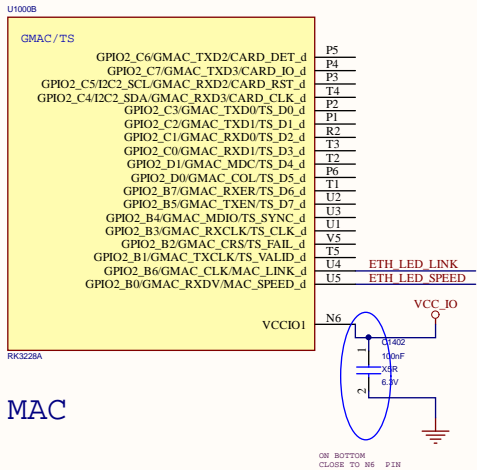 U1000B
GMAC/TS
GPIO2_C6/GMAC_TXD2/CARD_DET_d P5
GPIO2_C7/GMAC_TXD3/CARD_IO_d P4
GPIO2_C5/I2C2_SCL/GMAC_RXD2/CARD_RST_d P3
GPIO2_C4/I2C2_SDA/GMAC_RXD3/CARD_CLK_d T4
GPIO2_C3/GMAC_TXD0/TS_D0_d P2
GPIO2_C2/GMAC_TXD1/TS_D1_d P1
GPIO2_C1/GMAC_RXD0/TS_D2_d R2
GPIO2_C0/GMAC_RXD1/TS_D3_d T3
GPIO2_D1/GMAC_MDC/TS_D4_d T2
GPIO2_D0/GMAC_COL/TS_D5_d P6
GPIO2_B7/GMAC_RXER/TS_D6_d T1
GPIO2_B5/GMAC_TXEN/TS_D7_d U2
GPIO2_B4/GMAC_MDIO/TS_SYNC_d U3
GPIO2_B3/GMAC_RXCLK/TS_CLK_d U1
GPIO2_B2/GMAC_CRS/TS_FAIL_d V5
GPIO2_B1/GMAC_TXCLK/TS_VALID_d T5
GPIO2_B6/GMAC_CLK/MAC_LINK_d U4 ETH_LED_LINK
GPIO2_B0/GMAC_RXDV/MAC_SPEED_d U5 ETH_LED_SPEED
VCC_IO
VCCIO1 N6
C1402
1
100nF
X5R
6.3V
2
RK3228A
MAC
ON BOTTOM
CLOSE TO N6 PIN